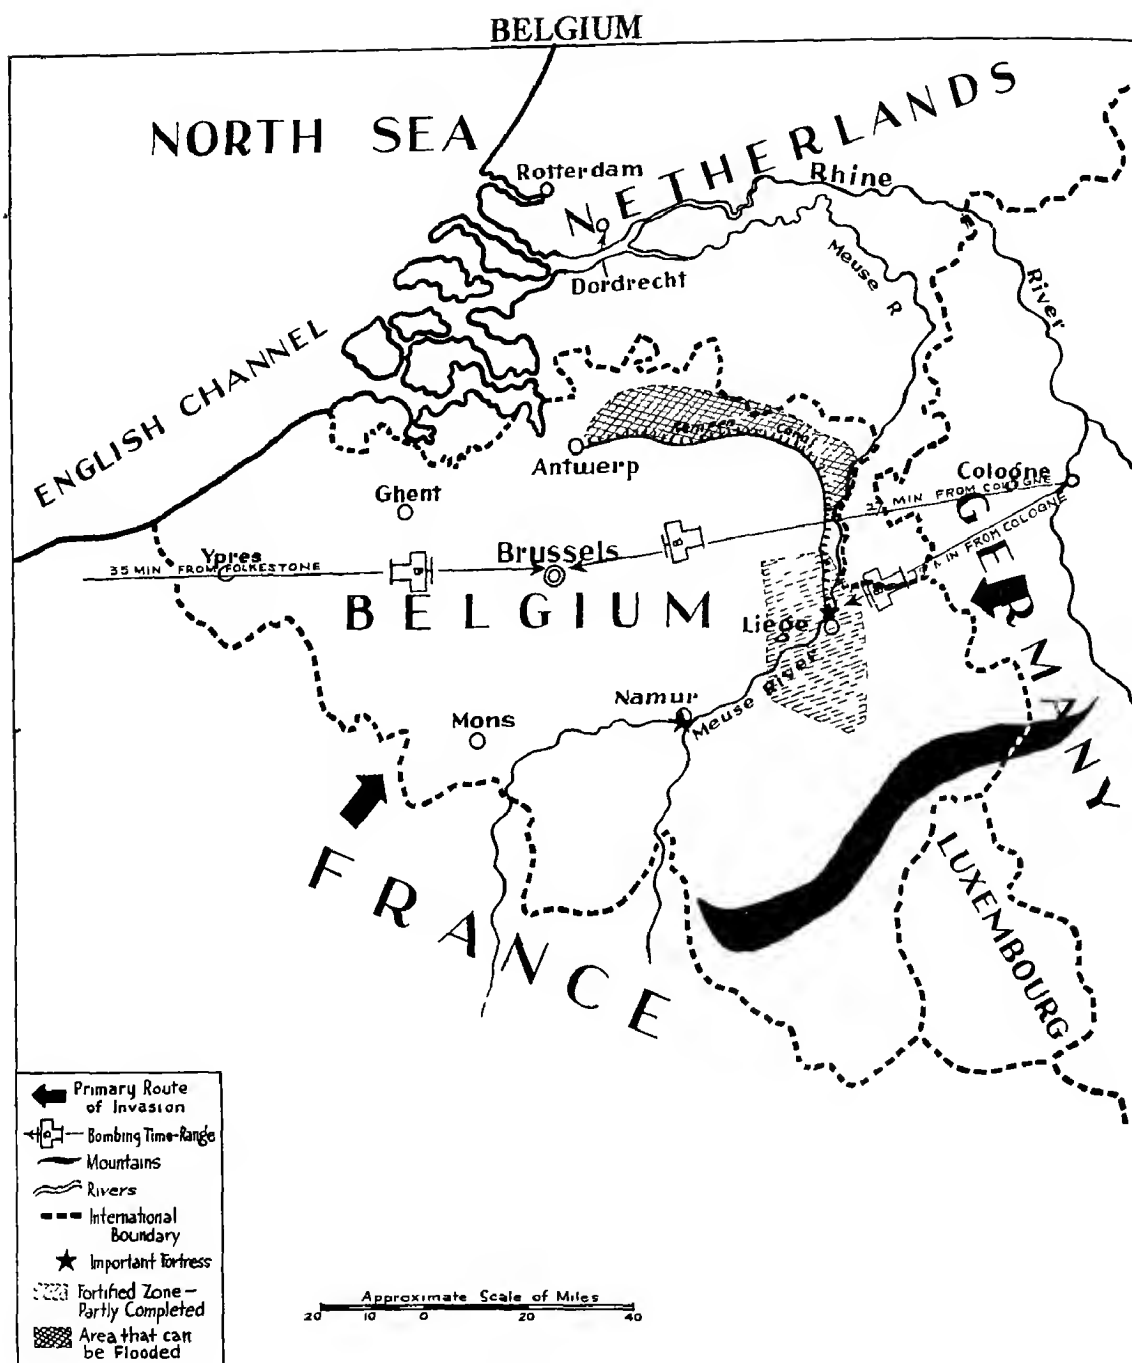 BELGIUM
NORTH SEA
NETHERLANDS
Rotterdam
Rhine
River
Meuse R
Dordrecht
ENGLISH CHANNEL
Canal
Antwerp
Ghent
Cologne
27 MIN FROM COLOGNE
MIN FROM COLOGNE
Ypres
35 MIN FROM FOLKESTONE
Brussels
BELGIUM
GERMANY
Liege
Namur
Meuse River
Mons
FRANCE
LUXEMBOURG
Primary Route
of Invasion
Bombing Time-Range
Mountains
Rivers
International
Boundary
Important Fortress
Fortified Zone-
Partly Completed
Area that can
be Flooded
Approximate Scale of Miles
20 10 0 20 40